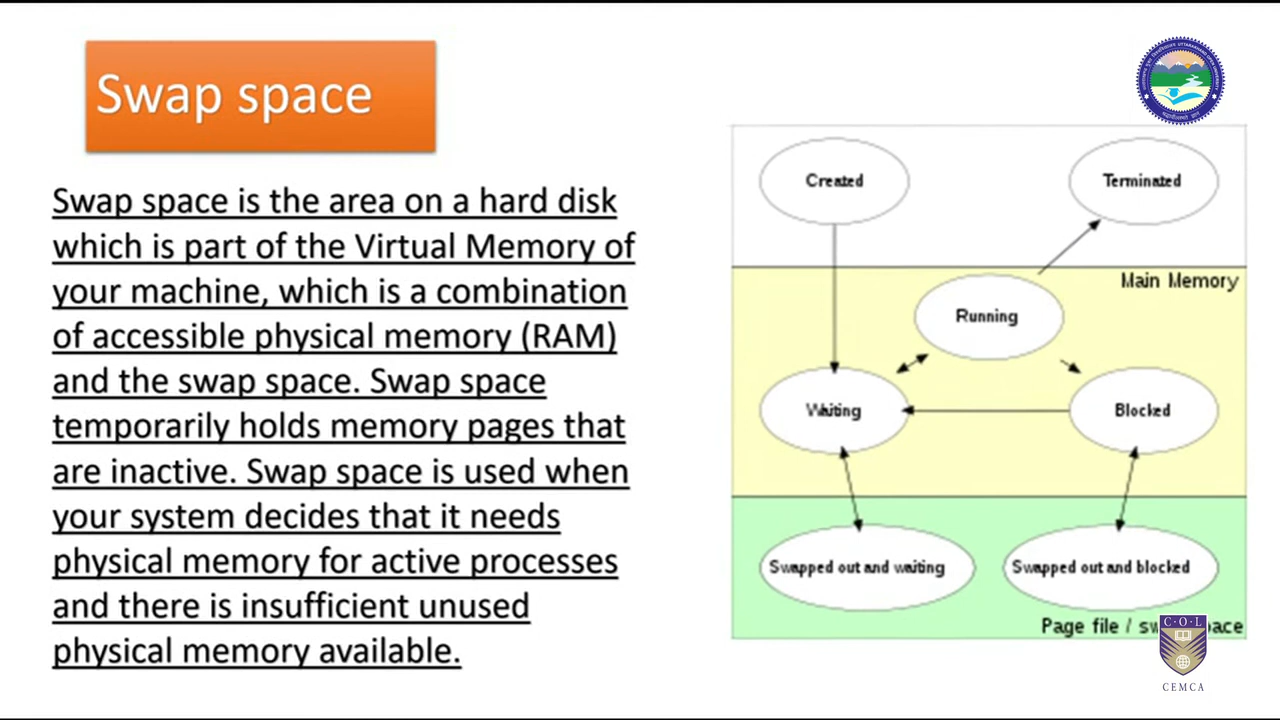 Swap space
Swap space is the area on a hard disk
which is part of the Virtual Memory of
your machine, which is a combination
of accessible physical memory (RAM)
and the swap space. Swap space
temporarily holds memory pages that
are inactive. Swap space is used when
your system decides that it needs
physical memory for active processes
and there is insufficient unused
physical memory available.
Created
Terminated
Main Memory
Running
Waiting
Blocked
Swapped out and waiting
Swapped out and blocked
Page file /
C·O·L
CEMCA